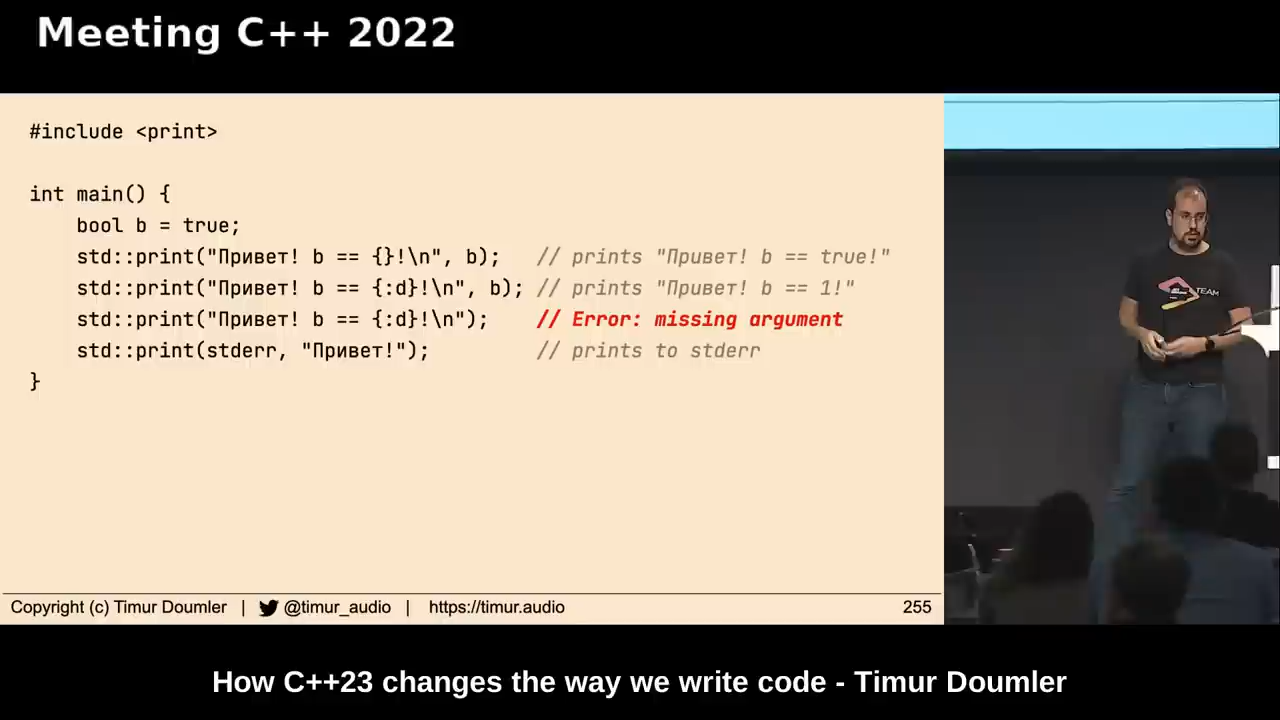 Meeting C++ 2022
#include <print>
int main() {
    bool b = true;
    std::print("Привет! b == {}!\n", b);   // prints "Привет! b == true!"
    std::print("Привет! b == {:d}!\n", b); // prints "Привет! b == 1!"
    std::print("Привет! b == {:d}!\n");    // Error: missing argument
    std::print(stderr, "Привет!");         // prints to stderr
}
TEAM
Copyright (c) Timur Doumler | @timur_audio | https://timur.audio 255
How C++23 changes the way we write code - Timur Doumler